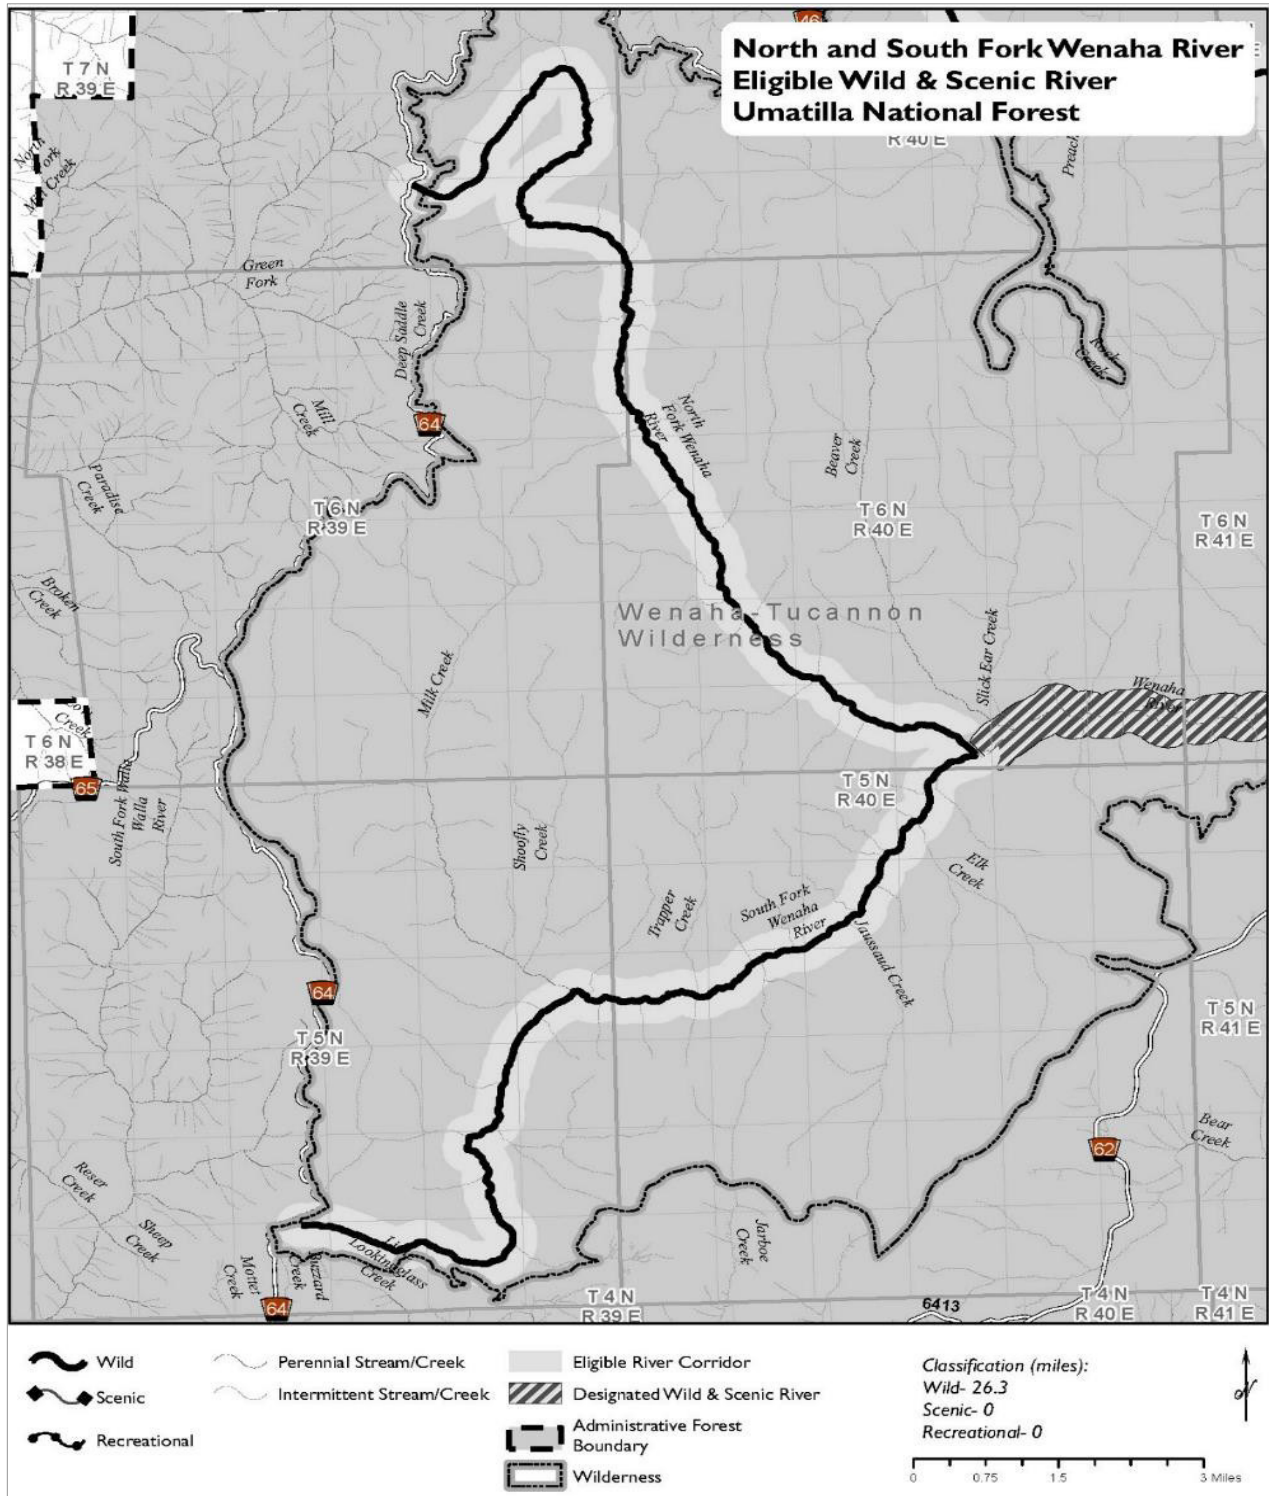 46
North and South Fork Wenaha River
Eligible Wild & Scenic River
Umatilla National Forest
T 7 N
R 39 E
R 40 E
North
Fork
Creek
Green
Fork
Deep Saddle
Creek
Mill
Creek
64
North
Fork Wenaha
River
Beaver
Creek
Paradise
Creek
T 6 N
R 39 E
T 6 N
R 40 E
T 6 N
R 41 E
Broken
Creek
Wenaha-Tucannon
Wilderness
Slick Ear Creek
Milk Creek
Wenaha
River
Creek
T 6 N
R 38 E
65
South Fork Walla
Walla
River
T 5 N
R 40 E
Shoofly
Creek
Elk
Creek
Trapper
Creek
South Fork
Wenaha
River
Jaussaud Creek
64
T 5 N
R 39 E
T 5 N
R 41 E
Bear
Creek
62
Reser
Creek
Sheep
Creek
Mottet
Creek
Buzzard
Creek
Lookingglass
Creek
Jarboe
Creek
64
T 4 N
R 39 E
6413
T 4 N
R 40 E
T 4 N
R 41 E
Wild
Scenic
Recreational
Perennial Stream/Creek
Intermittent Stream/Creek
Eligible River Corridor
Designated Wild & Scenic River
Administrative Forest
Boundary
Wilderness
Classification (miles):
Wild- 26.3
Scenic- 0
Recreational- 0
N
0 0.75 1.5 3 Miles